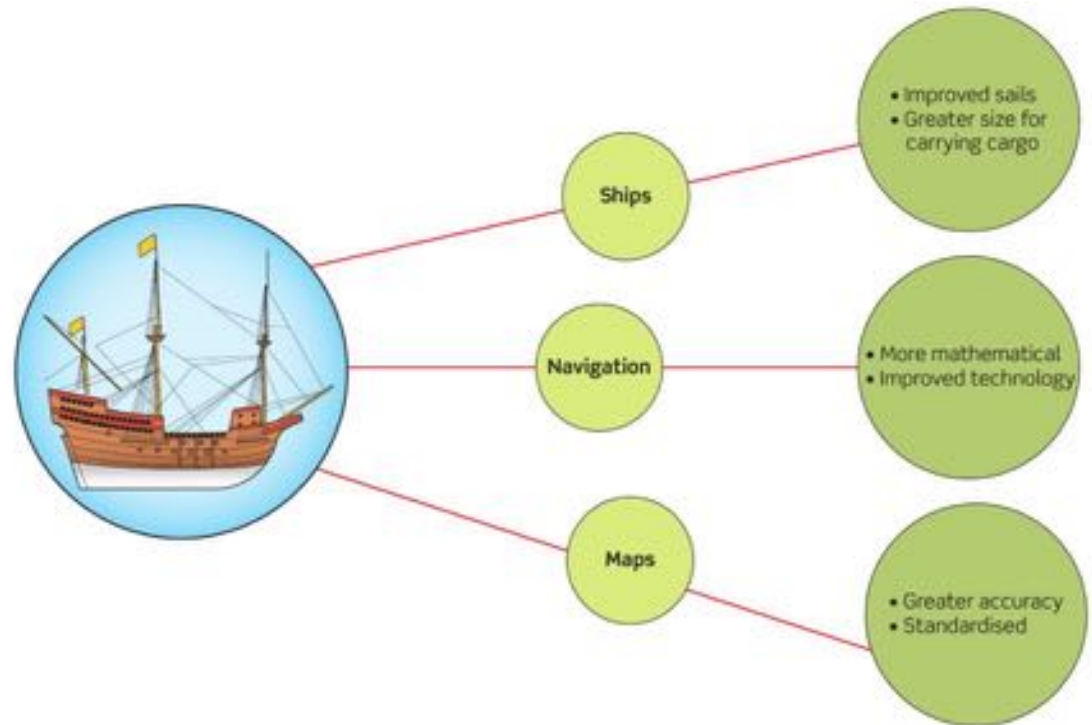 Ships
• Improved sails
• Greater size for
carrying cargo
Navigation
• More mathematical
• Improved technology
Maps
• Greater accuracy
• Standardised